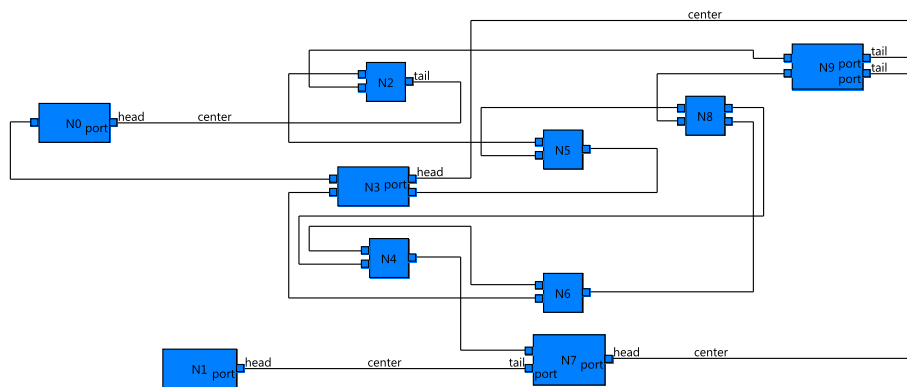 center
tail
N9 port
port
tail
N2 tail
N0 port head center
N8
N5
N3 port head
N4
N6
N1 port head center tail
N7 port port head center